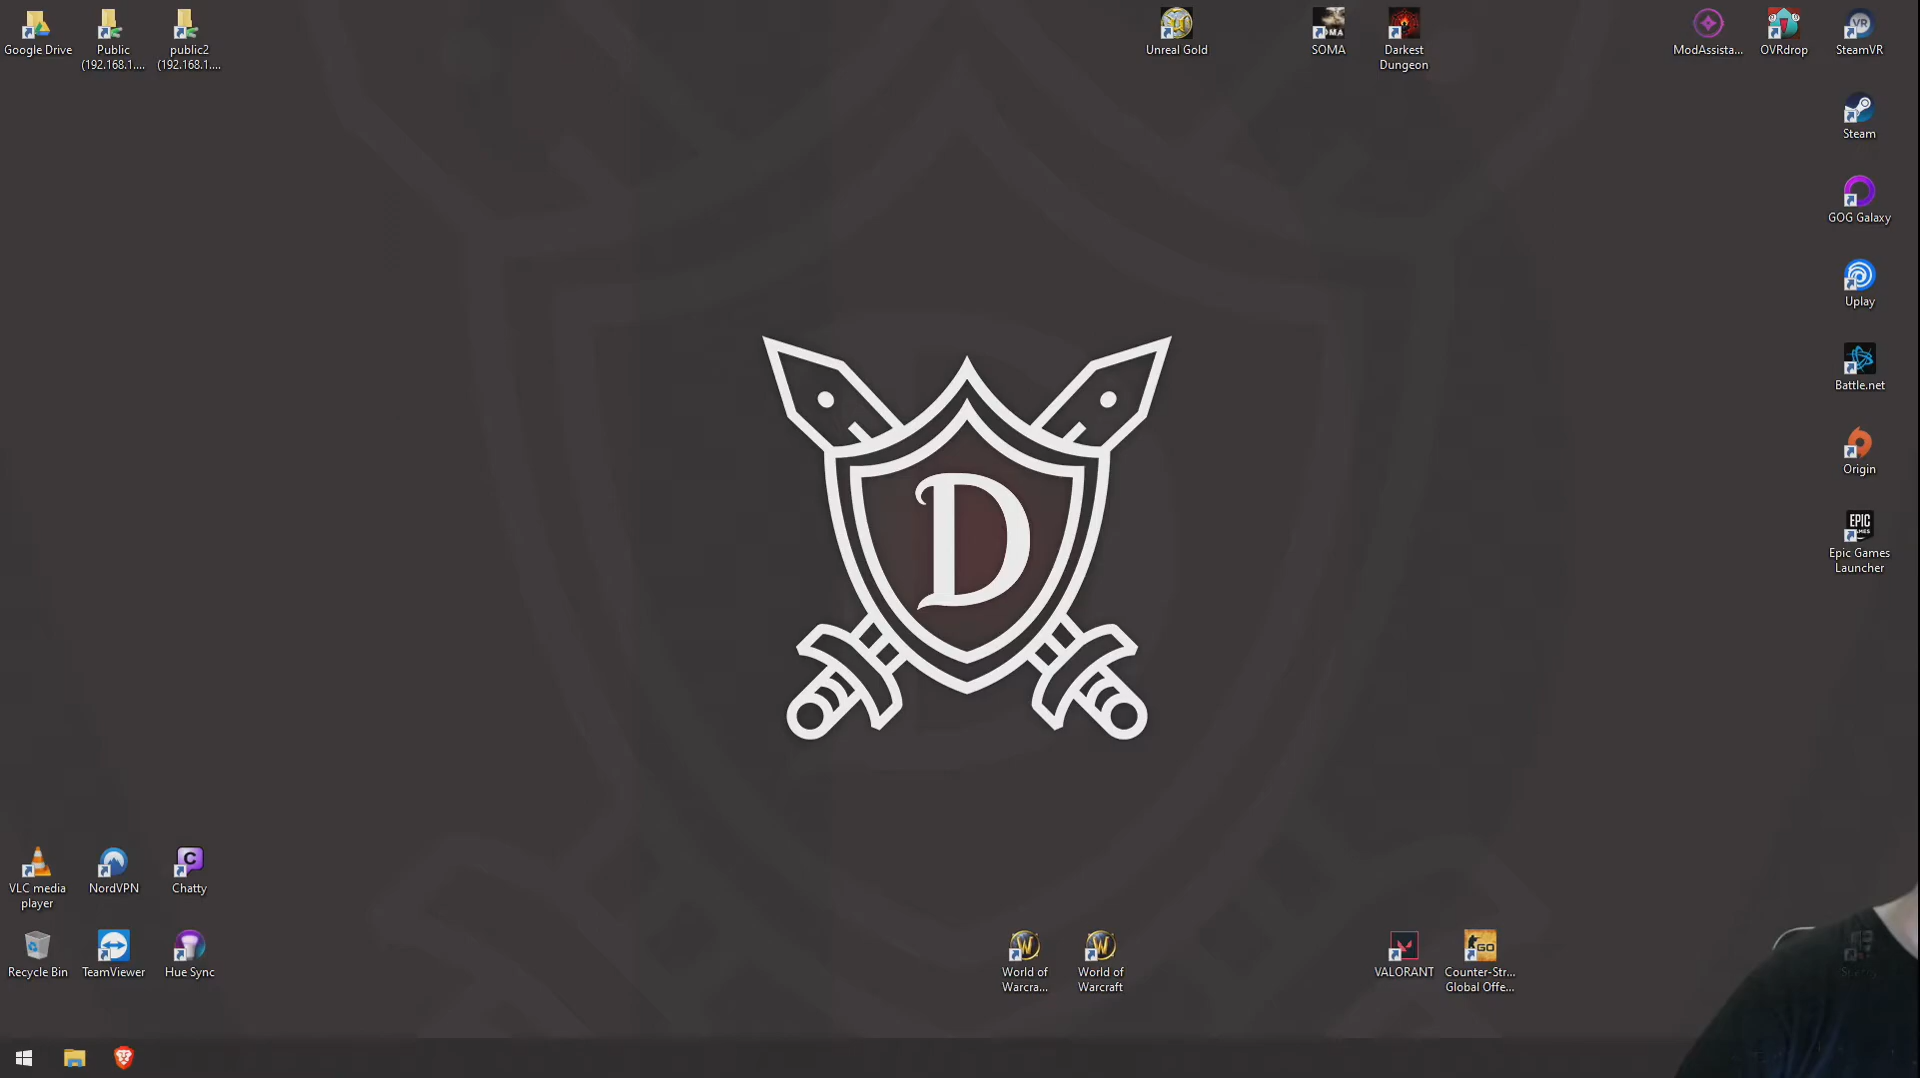 Google Drive
Public
(192.168.1....
public2
(192.168.1....
Unreal Gold
SOMA
Darkest
Dungeon
ModAssista...
OVRdrop
SteamVR
Steam
GOG Galaxy
Uplay
Battle.net
Origin
EPIC
Epic Games
Launcher
D
VLC media
player
NordVPN
Chatty
Recycle Bin
TeamViewer
Hue Sync
World of
Warcra...
World of
Warcraft
VALORANT
Counter-Str...
Global Offe...